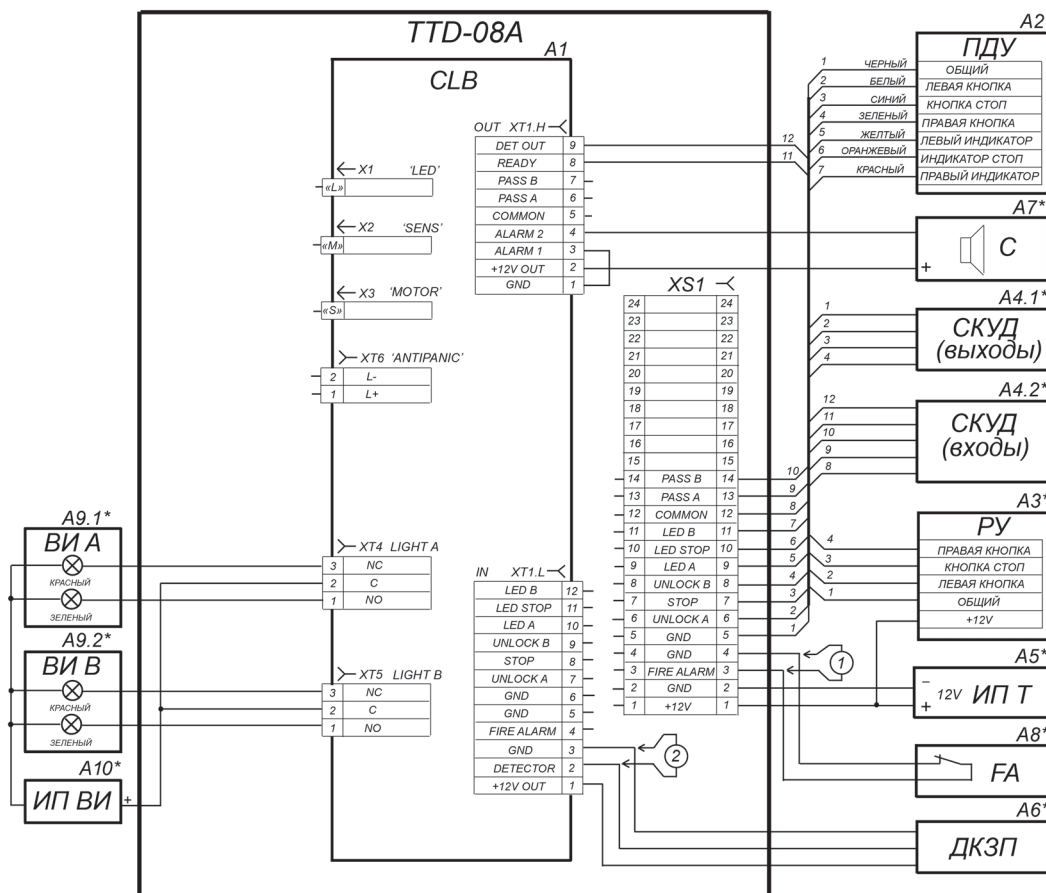 TTD-08A
A1
CLB
OUT XT1.H
DET OUT 9
READY 8
PASS B 7
PASS A 6
COMMON 5
ALARM 2 4
ALARM 1 3
+12V OUT 2
GND 1
X1 'LED'
«L»
X2 'SENS'
«M»
X3 'MOTOR'
«S»
XT6 'ANTIPANIC'
2 L-
1 L+
XT4 LIGHT A
3 NC
2 C
1 NO
XT5 LIGHT B
3 NC
2 C
1 NO
IN XT1.L
LED B 12
LED STOP 11
LED A 10
UNLOCK B 9
STOP 8
UNLOCK A 7
GND 6
GND 5
FIRE ALARM 4
GND 3
DETECTOR 2
+12V OUT 1
XS1
24 24
23 23
22 22
21 21
20 20
19 19
18 18
17 17
16 16
15 15
14 PASS B 14 10
13 PASS A 13 9
12 COMMON 12 8
11 LED B 11 7
10 LED STOP 10 6
9 LED A 9 5
8 UNLOCK B 8 4
7 STOP 7 3
6 UNLOCK A 6 2
5 GND 5 1
4 GND 4
3 FIRE ALARM 3
2 GND 2
1 +12V 1
1
2
12
11
A2
ПДУ
1 ЧЕРНЫЙ ОБЩИЙ
2 БЕЛЫЙ ЛЕВАЯ КНОПКА
3 СИНИЙ КНОПКА СТОП
4 ЗЕЛЕНЫЙ ПРАВАЯ КНОПКА
5 ЖЕЛТЫЙ ЛЕВЫЙ ИНДИКАТОР
6 ОРАНЖЕВЫЙ ИНДИКАТОР СТОП
7 КРАСНЫЙ ПРАВЫЙ ИНДИКАТОР
A7*
+ С
A4.1*
1
2
3
4
СКУД
(выходы)
A4.2*
12
11
10
9
8
СКУД
(входы)
A3*
РУ
4 ПРАВАЯ КНОПКА
3 КНОПКА СТОП
2 ЛЕВАЯ КНОПКА
1 ОБЩИЙ
+12V
A5*
−
+ 12V ИП Т
A8*
FA
A6*
ДКЗП
A9.1*
ВИ А
КРАСНЫЙ
ЗЕЛЕНЫЙ
A9.2*
ВИ В
КРАСНЫЙ
ЗЕЛЕНЫЙ
A10*
ИП ВИ +